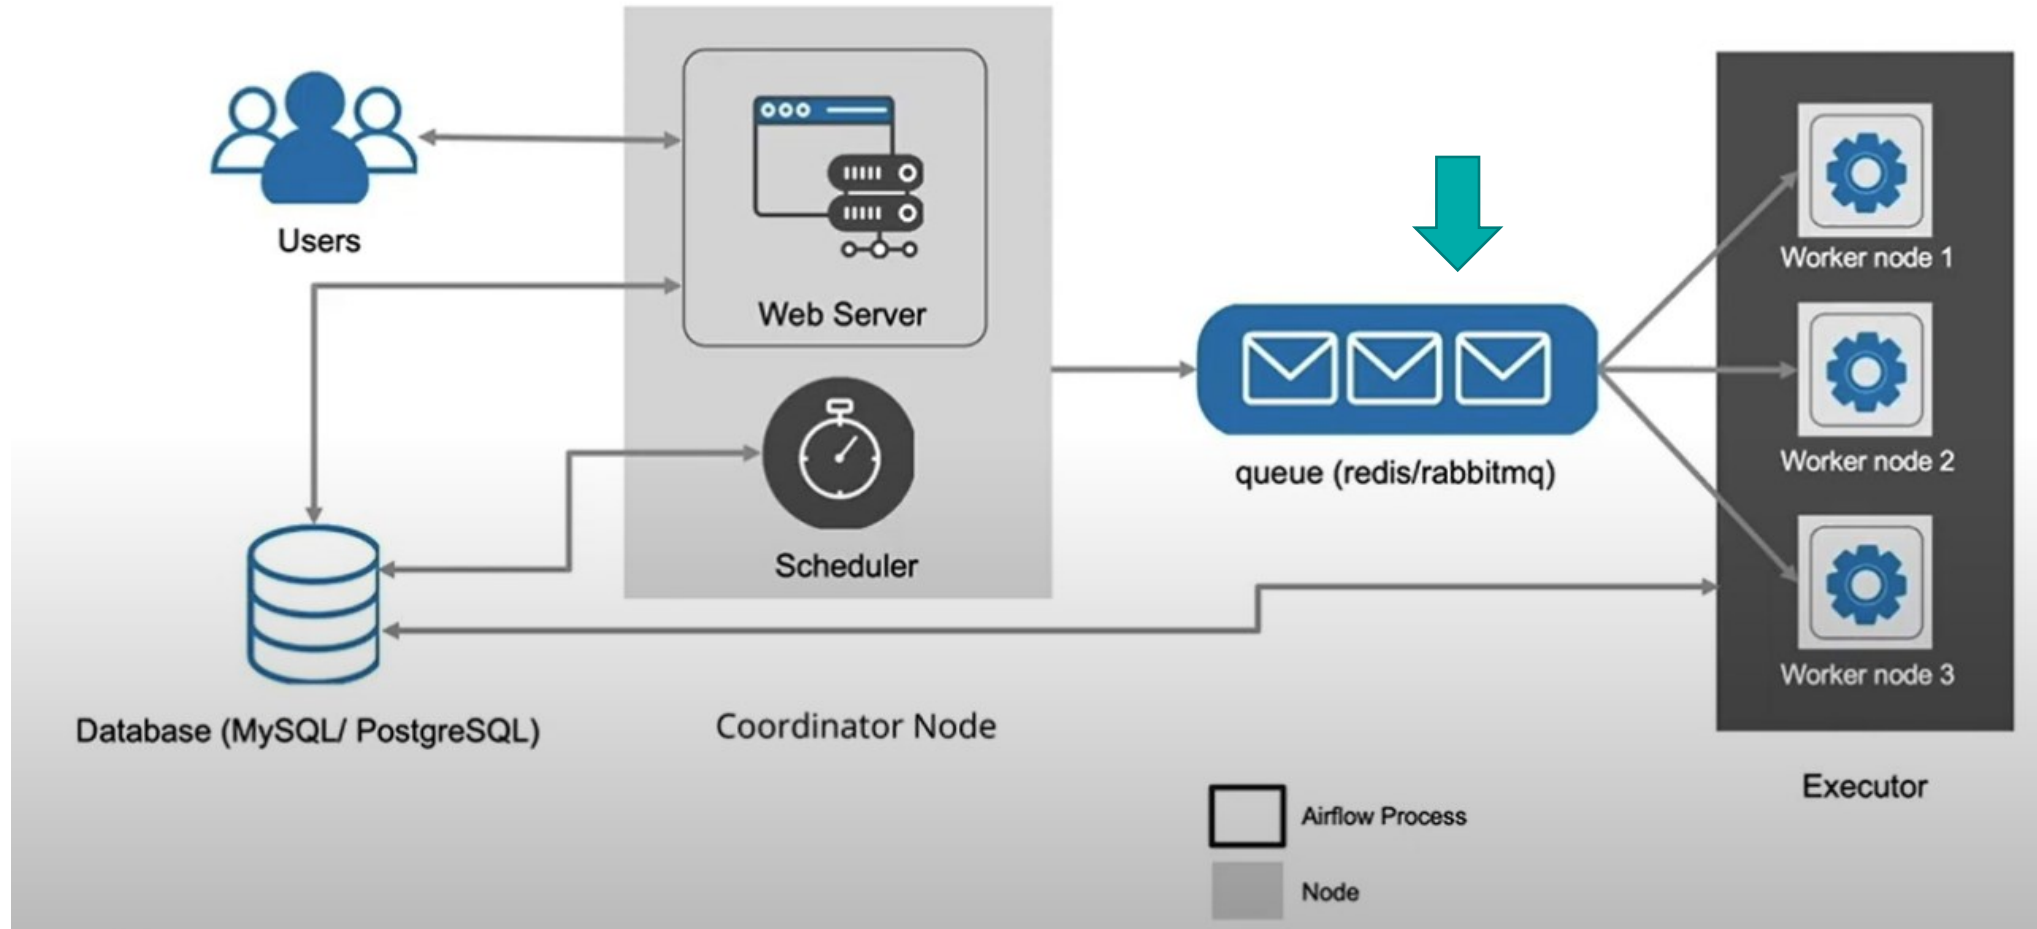 Users
Web Server
Scheduler
queue (redis/rabbitmq)
Worker node 1
Worker node 2
Worker node 3
Database (MySQL/ PostgreSQL)
Coordinator Node
Executor
Airflow Process
Node